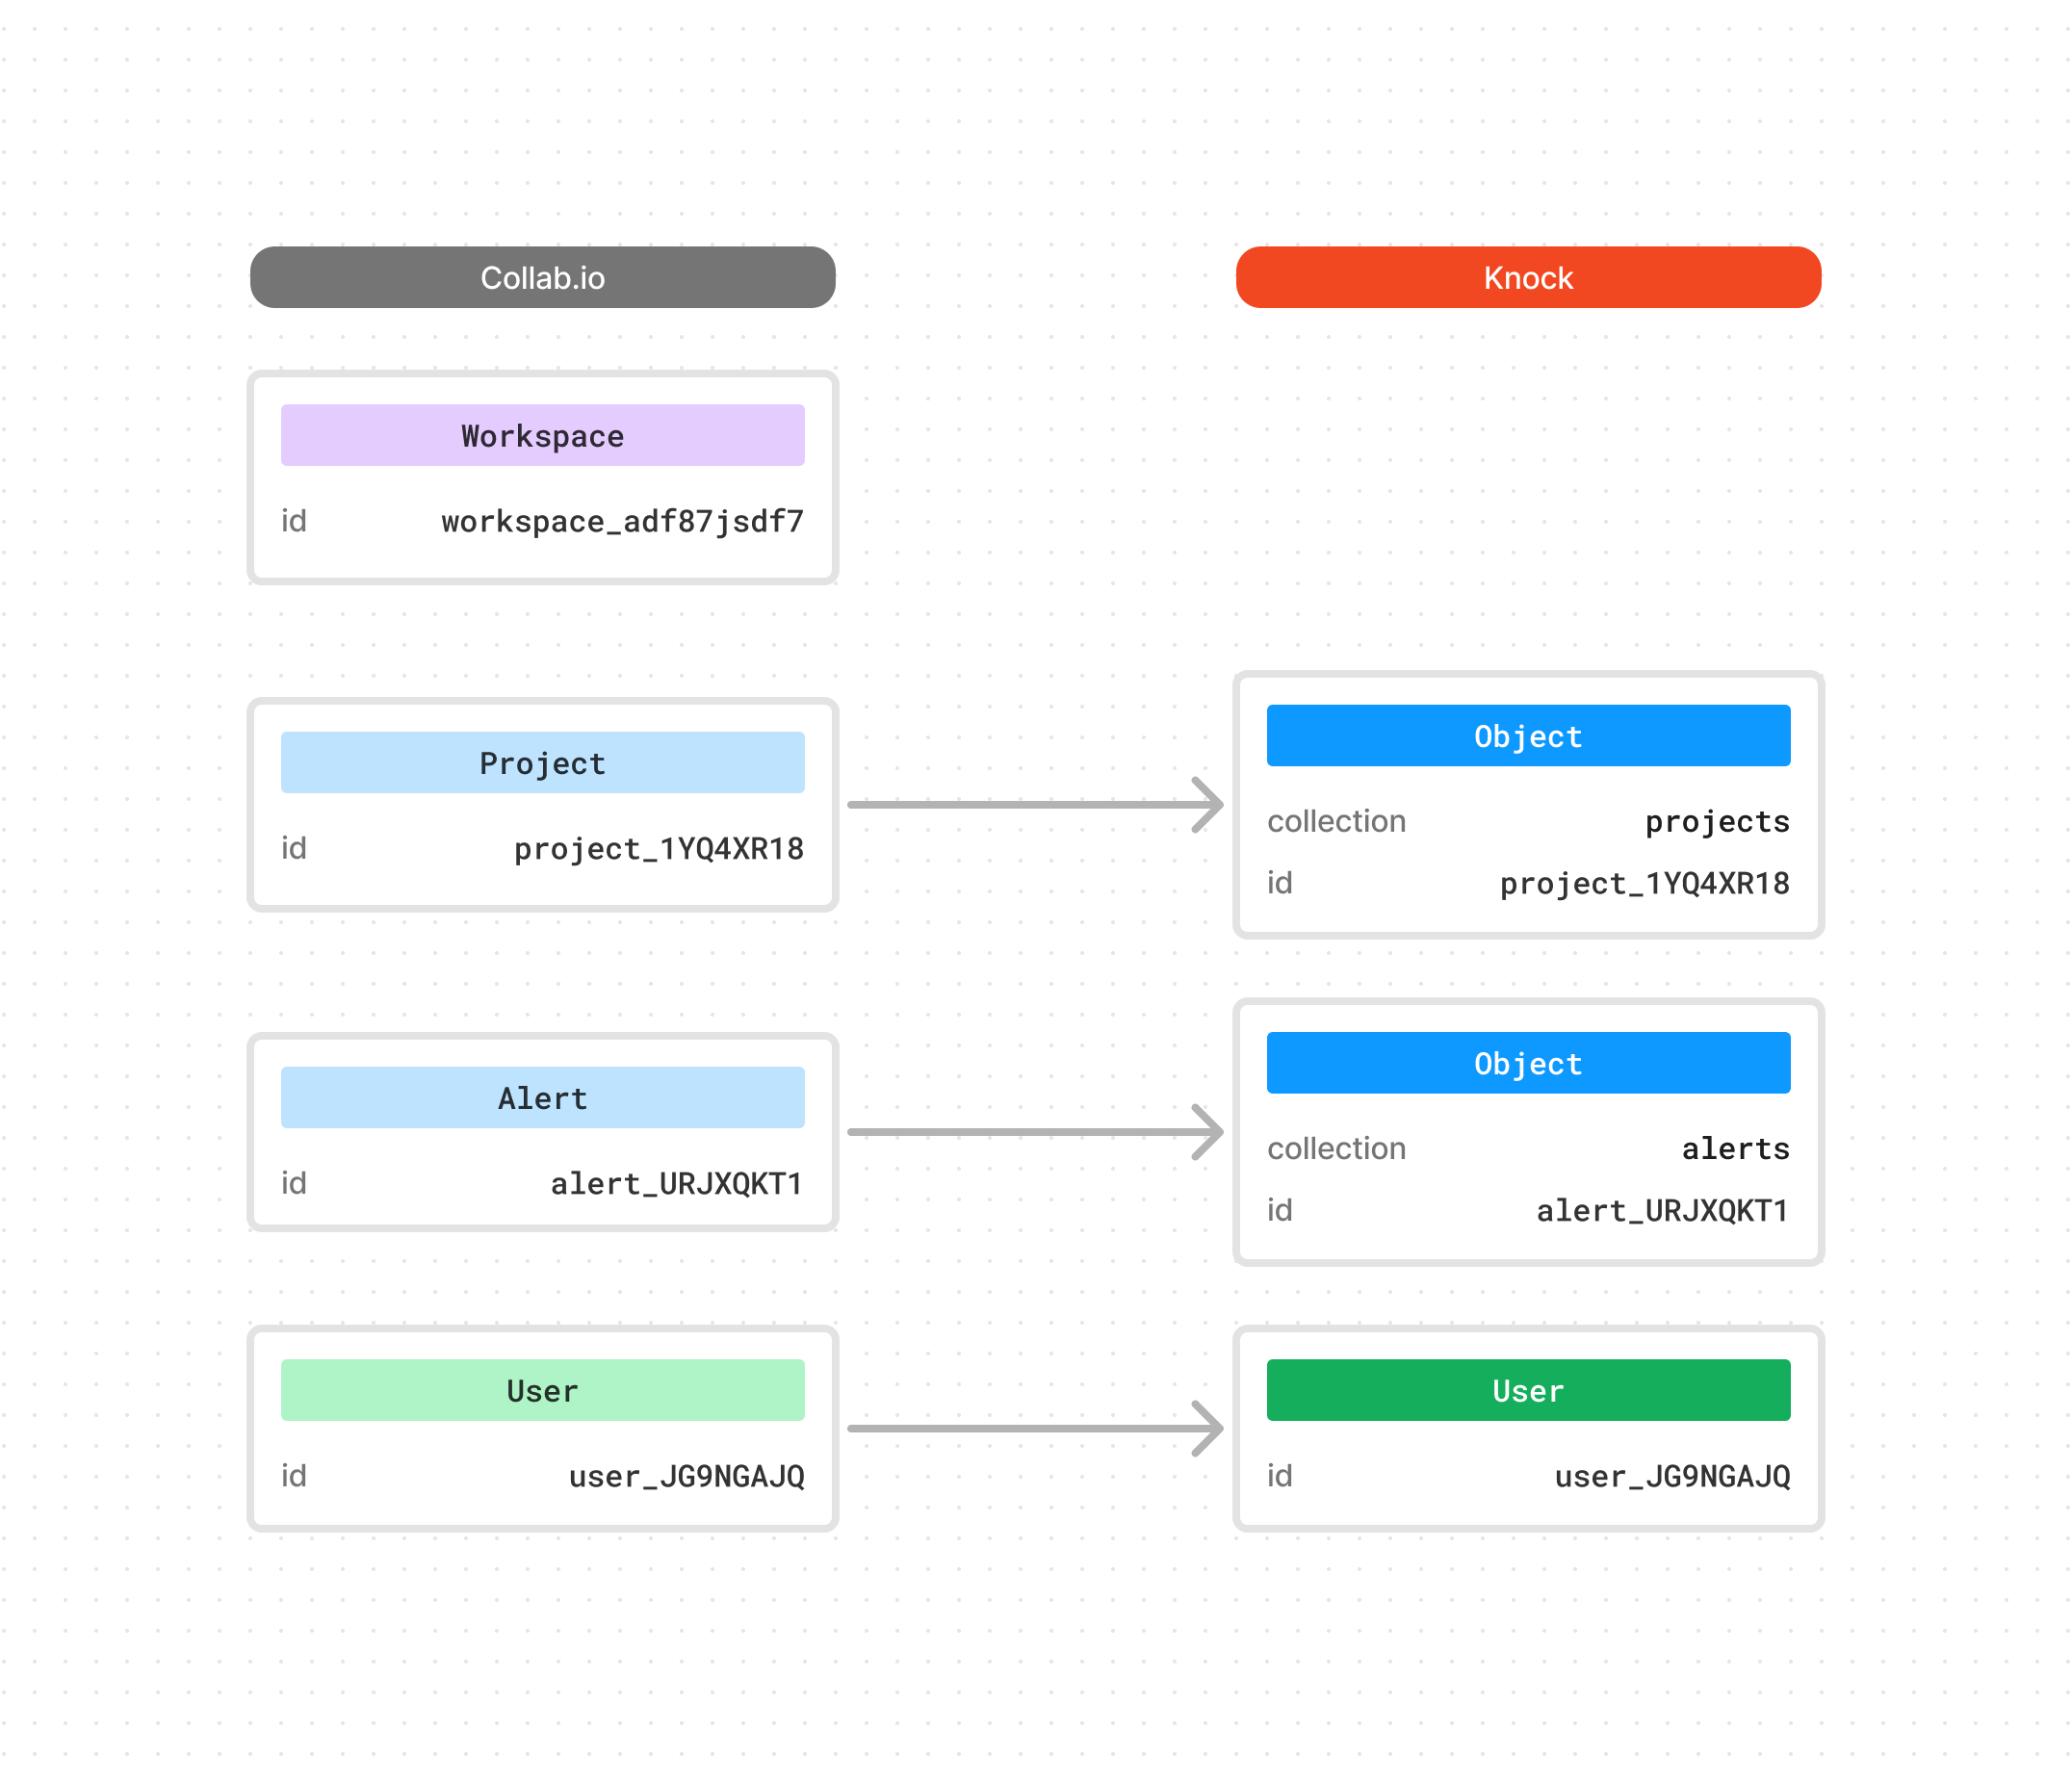 Collab.io
Knock
Workspace
id workspace_adf87jsdf7
Project
id project_1YQ4XR18
Object
collection projects
id project_1YQ4XR18
Alert
id alert_URJXQKT1
Object
collection alerts
id alert_URJXQKT1
User
id user_JG9NGAJQ
User
id user_JG9NGAJQ